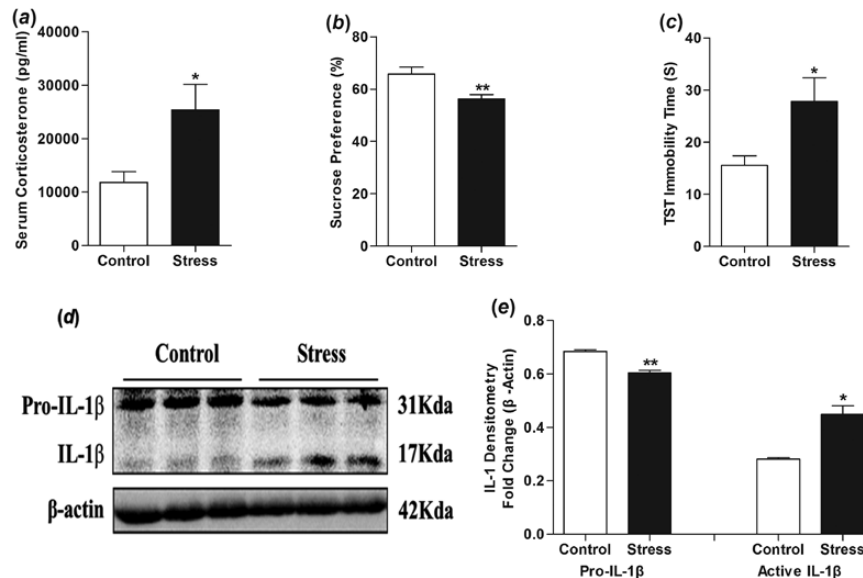 (a)
Serum Corticosterone (pg/ml)
40000
30000
20000
10000
0
*
Control Stress
(b)
Sucrose Preference (%)
80
60
40
20
0
**
Control Stress
(c)
TST Immobility Time (S)
40
30
20
10
0
*
Control Stress
(d)
Control Stress
Pro-IL-1β 31Kda
IL-1β 17Kda
β-actin 42Kda
(e)
IL-1 Densitometry
Fold Change (β -Actin)
0.8
0.6
0.4
0.2
0.0
**
*
Control Stress Control Stress
Pro-IL-1β Active IL-1β